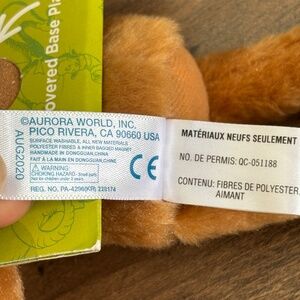 overed Base Pla
©AURORA WORLD, INC.
PICO RIVERA, CA 90660 USA
SURFACE WASHABLE, ALL NEW MATERIALS
POLYESTER FIBRES & INNER BAGGED MAGNET
HANDMADE IN DONGGUAN,CHINA
FAIT À LA MAIN EN DONGGUAN,CHINE
⚠ WARNING:
CHOKING HAZARD- Small parts.
Not for children under 3 years.
CE
REG. NO. PA-42960(KR) 228174
AUG2020
MATÉRIAUX NEUFS SEULEMENT
NO. DE PERMIS: QC-051188
CONTENU: FIBRES DE POLYESTER
AIMANT